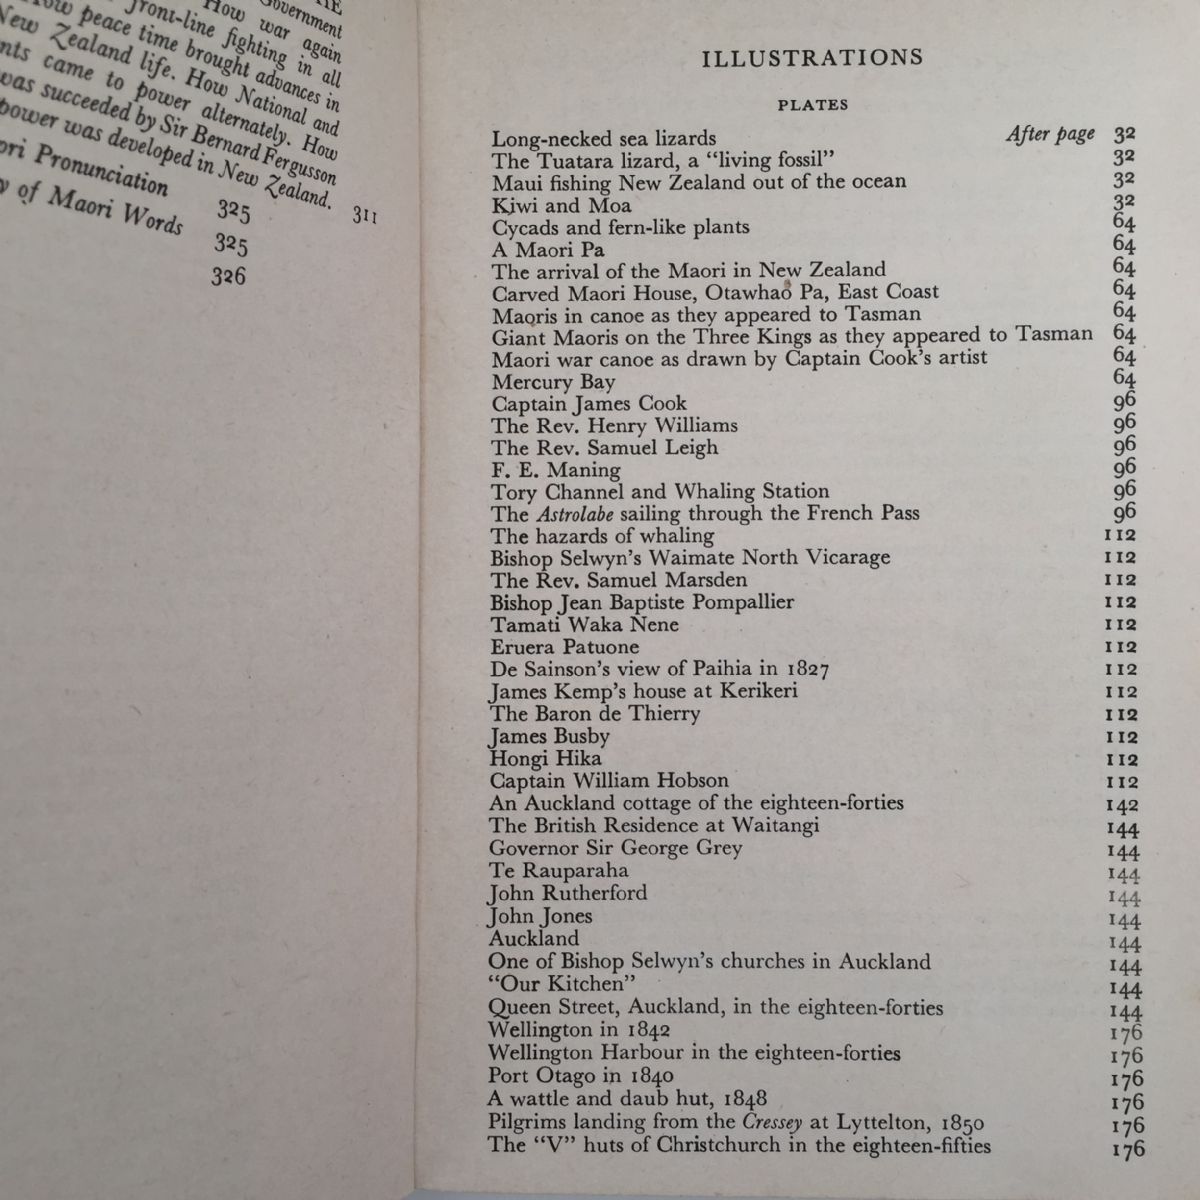 Government
How war again
front-line fighting in all
How peace time brought advances in
New Zealand life. How National and
came to power alternately. How
was succeeded by Sir Bernard Fergusson
power was developed in New Zealand. 311
Pronunciation 325
of Maori Words 325
326
ILLUSTRATIONS
PLATES
Long-necked sea lizards After page 32
The Tuatara lizard, a “living fossil” 32
Maui fishing New Zealand out of the ocean 32
Kiwi and Moa 32
Cycads and fern-like plants 64
A Maori Pa 64
The arrival of the Maori in New Zealand 64
Carved Maori House, Otawhao Pa, East Coast 64
Maoris in canoe as they appeared to Tasman 64
Giant Maoris on the Three Kings as they appeared to Tasman 64
Maori war canoe as drawn by Captain Cook’s artist 64
Mercury Bay 64
Captain James Cook 96
The Rev. Henry Williams 96
The Rev. Samuel Leigh 96
F. E. Maning 96
Tory Channel and Whaling Station 96
The Astrolabe sailing through the French Pass 96
The hazards of whaling 112
Bishop Selwyn’s Waimate North Vicarage 112
The Rev. Samuel Marsden 112
Bishop Jean Baptiste Pompallier 112
Tamati Waka Nene 112
Eruera Patuone 112
De Sainson’s view of Paihia in 1827 112
James Kemp’s house at Kerikeri 112
The Baron de Thierry 112
James Busby 112
Hongi Hika 112
Captain William Hobson 112
An Auckland cottage of the eighteen-forties 142
The British Residence at Waitangi 144
Governor Sir George Grey 144
Te Rauparaha 144
John Rutherford 144
John Jones 144
Auckland 144
One of Bishop Selwyn’s churches in Auckland 144
“Our Kitchen” 144
Queen Street, Auckland, in the eighteen-forties 144
Wellington in 1842 176
Wellington Harbour in the eighteen-forties 176
Port Otago in 1840 176
A wattle and daub hut, 1848 176
Pilgrims landing from the Cressey at Lyttelton, 1850 176
The “V” huts of Christchurch in the eighteen-fifties 176